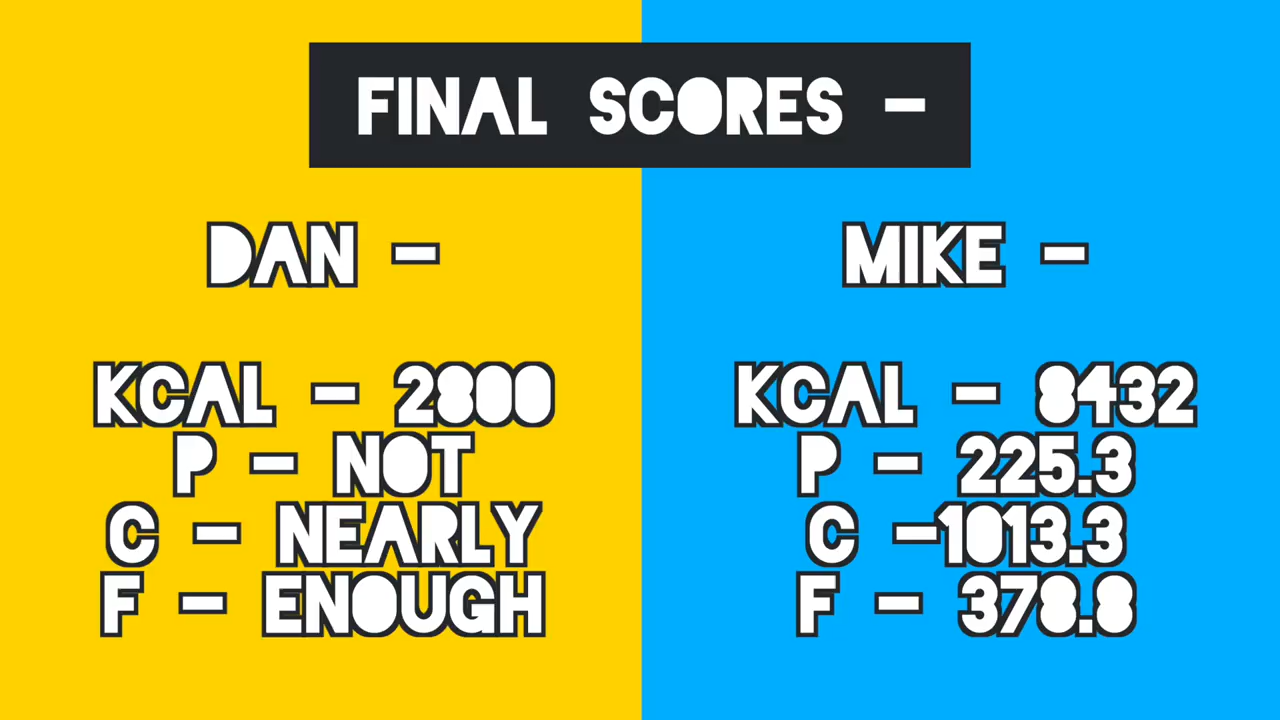 FINAL SCORES -
DAN -
KCAL - 2800
P - NOT
C - NEARLY
F - ENOUGH
MIKE -
KCAL - 8432
P - 225.3
C -1013.3
F - 378.8